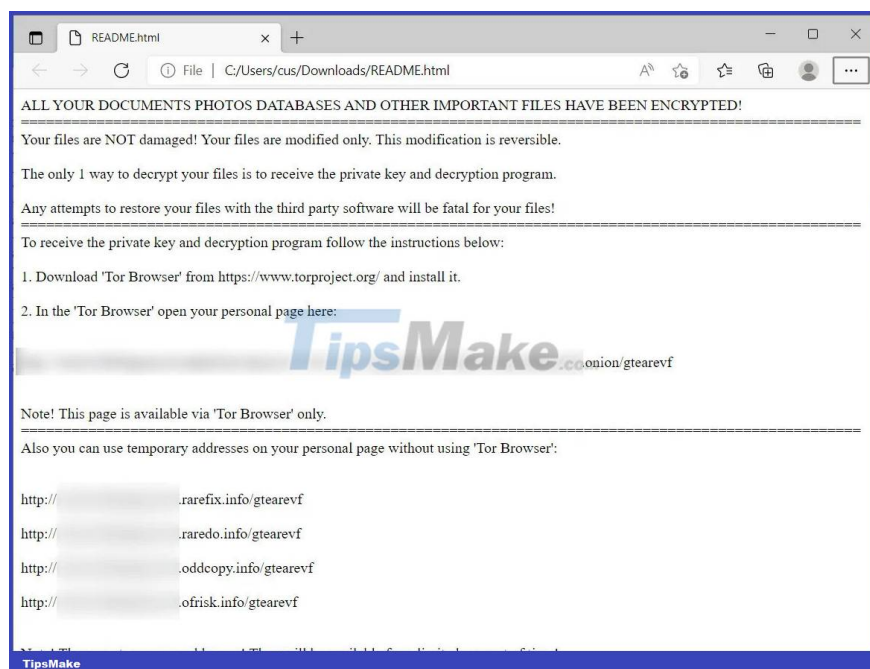 README.html
File | C:/Users/cus/Downloads/README.html
ALL YOUR DOCUMENTS PHOTOS DATABASES AND OTHER IMPORTANT FILES HAVE BEEN ENCRYPTED!
Your files are NOT damaged! Your files are modified only. This modification is reversible.
The only 1 way to decrypt your files is to receive the private key and decryption program.
Any attempts to restore your files with the third party software will be fatal for your files!
To receive the private key and decryption program follow the instructions below:
1. Download 'Tor Browser' from https://www.torproject.org/ and install it.
2. In the 'Tor Browser' open your personal page here:
TipsMake.com
.onion/gtearevf
Note! This page is available via 'Tor Browser' only.
Also you can use temporary addresses on your personal page without using 'Tor Browser':
http:// .rarefix.info/gtearevf
http:// .raredo.info/gtearevf
http:// .oddcopy.info/gtearevf
http:// .ofrisk.info/gtearevf
TipsMake